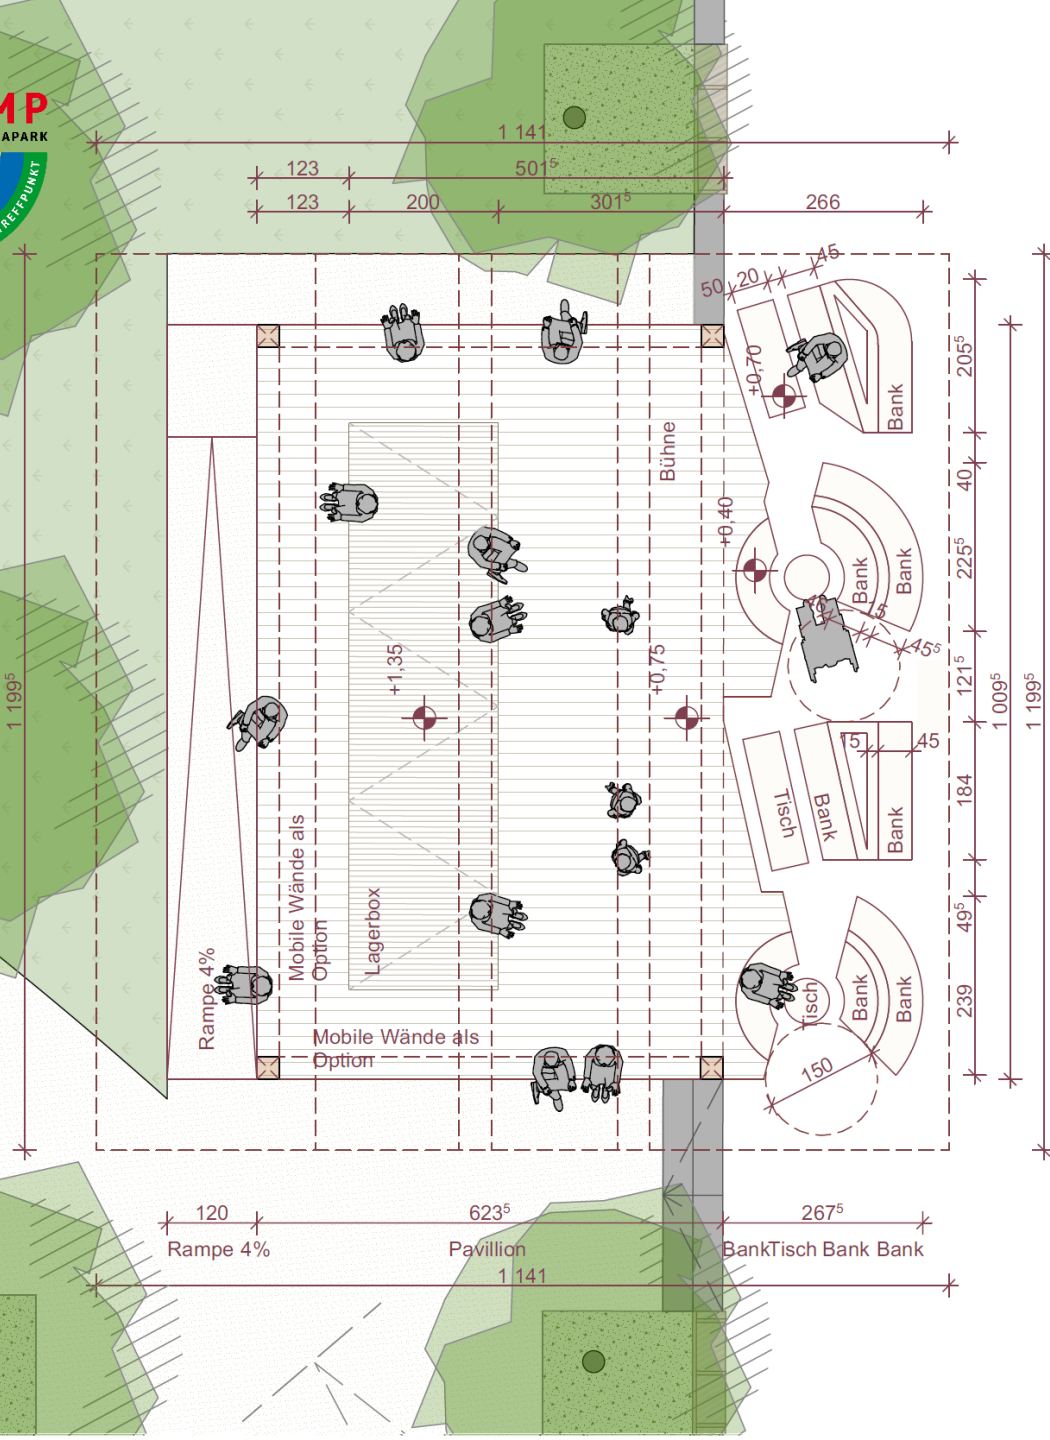 MP
APARK
REFFPUNKT
1 141
123
501⁵
123
200
301⁵
266
50
20
45
+0,70
Bank
205⁵
Bühne
40
+0,40
Bank
Bank
225⁵
15
45⁵
+1,35
+0,75
121⁵
1 199⁵
1 009⁵
1 199⁵
15
45
Tisch
Bank
Bank
184
Mobile Wände als
Option
Lagerbox
49⁵
Rampe 4%
Tisch
Bank
Bank
239
Mobile Wände als
Option
150
120
623⁵
267⁵
Rampe 4%
Pavillion
BankTisch Bank Bank
1 141